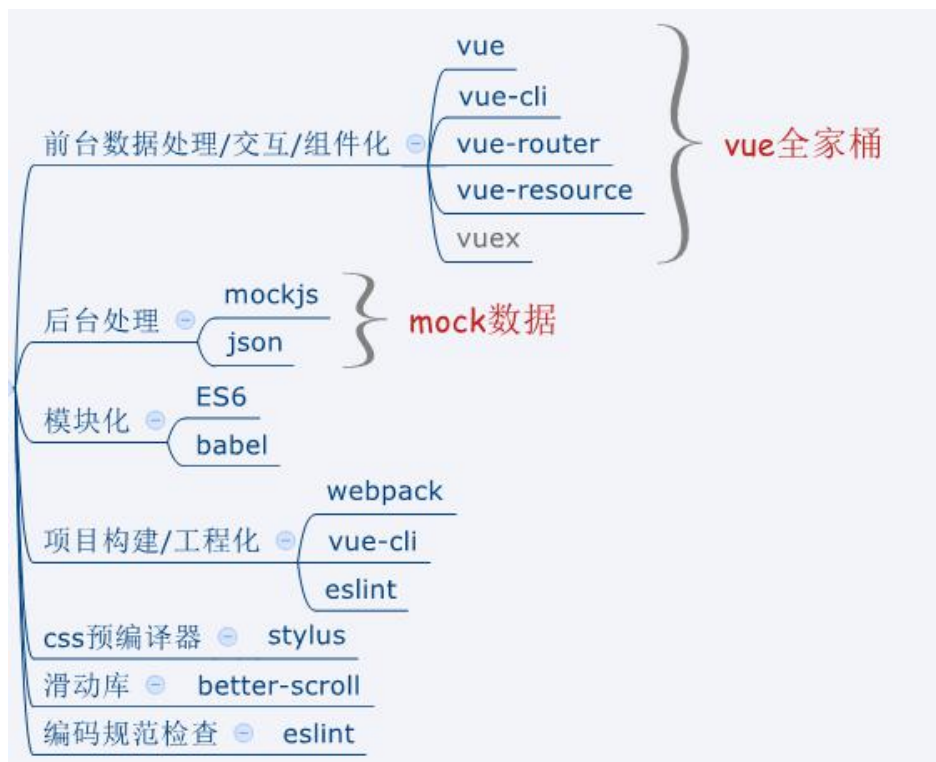 前台数据处理/交互/组件化
vue
vue-cli
vue-router
vue-resource
vuex
vue全家桶
后台处理
mockjs
json
mock数据
模块化
ES6
babel
项目构建/工程化
webpack
vue-cli
eslint
css预编译器
stylus
滑动库
better-scroll
编码规范检查
eslint